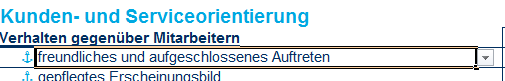 Kunden- und Serviceorientierung
Verhalten gegenüber Mitarbeitern
freundliches und aufgeschlossenes Auftreten
gepflegtes Erscheinungsbild